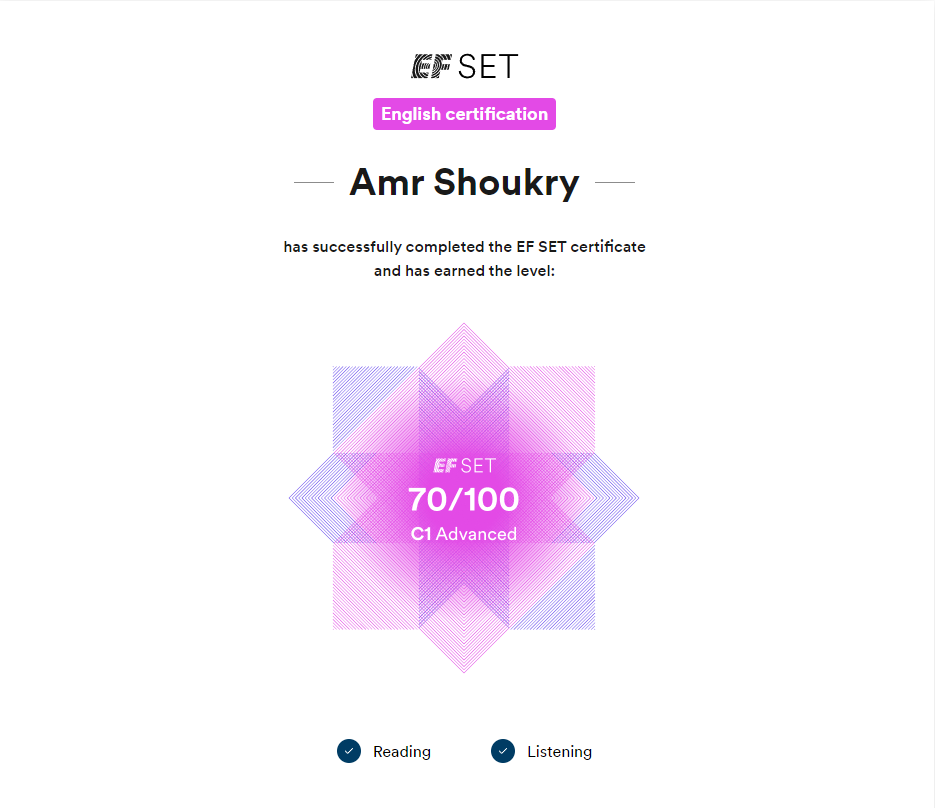 EF SET
English certification
Amr Shoukry
has successfully completed the EF SET certificate
and has earned the level:
EF SET
70/100
C1 Advanced
Reading
Listening